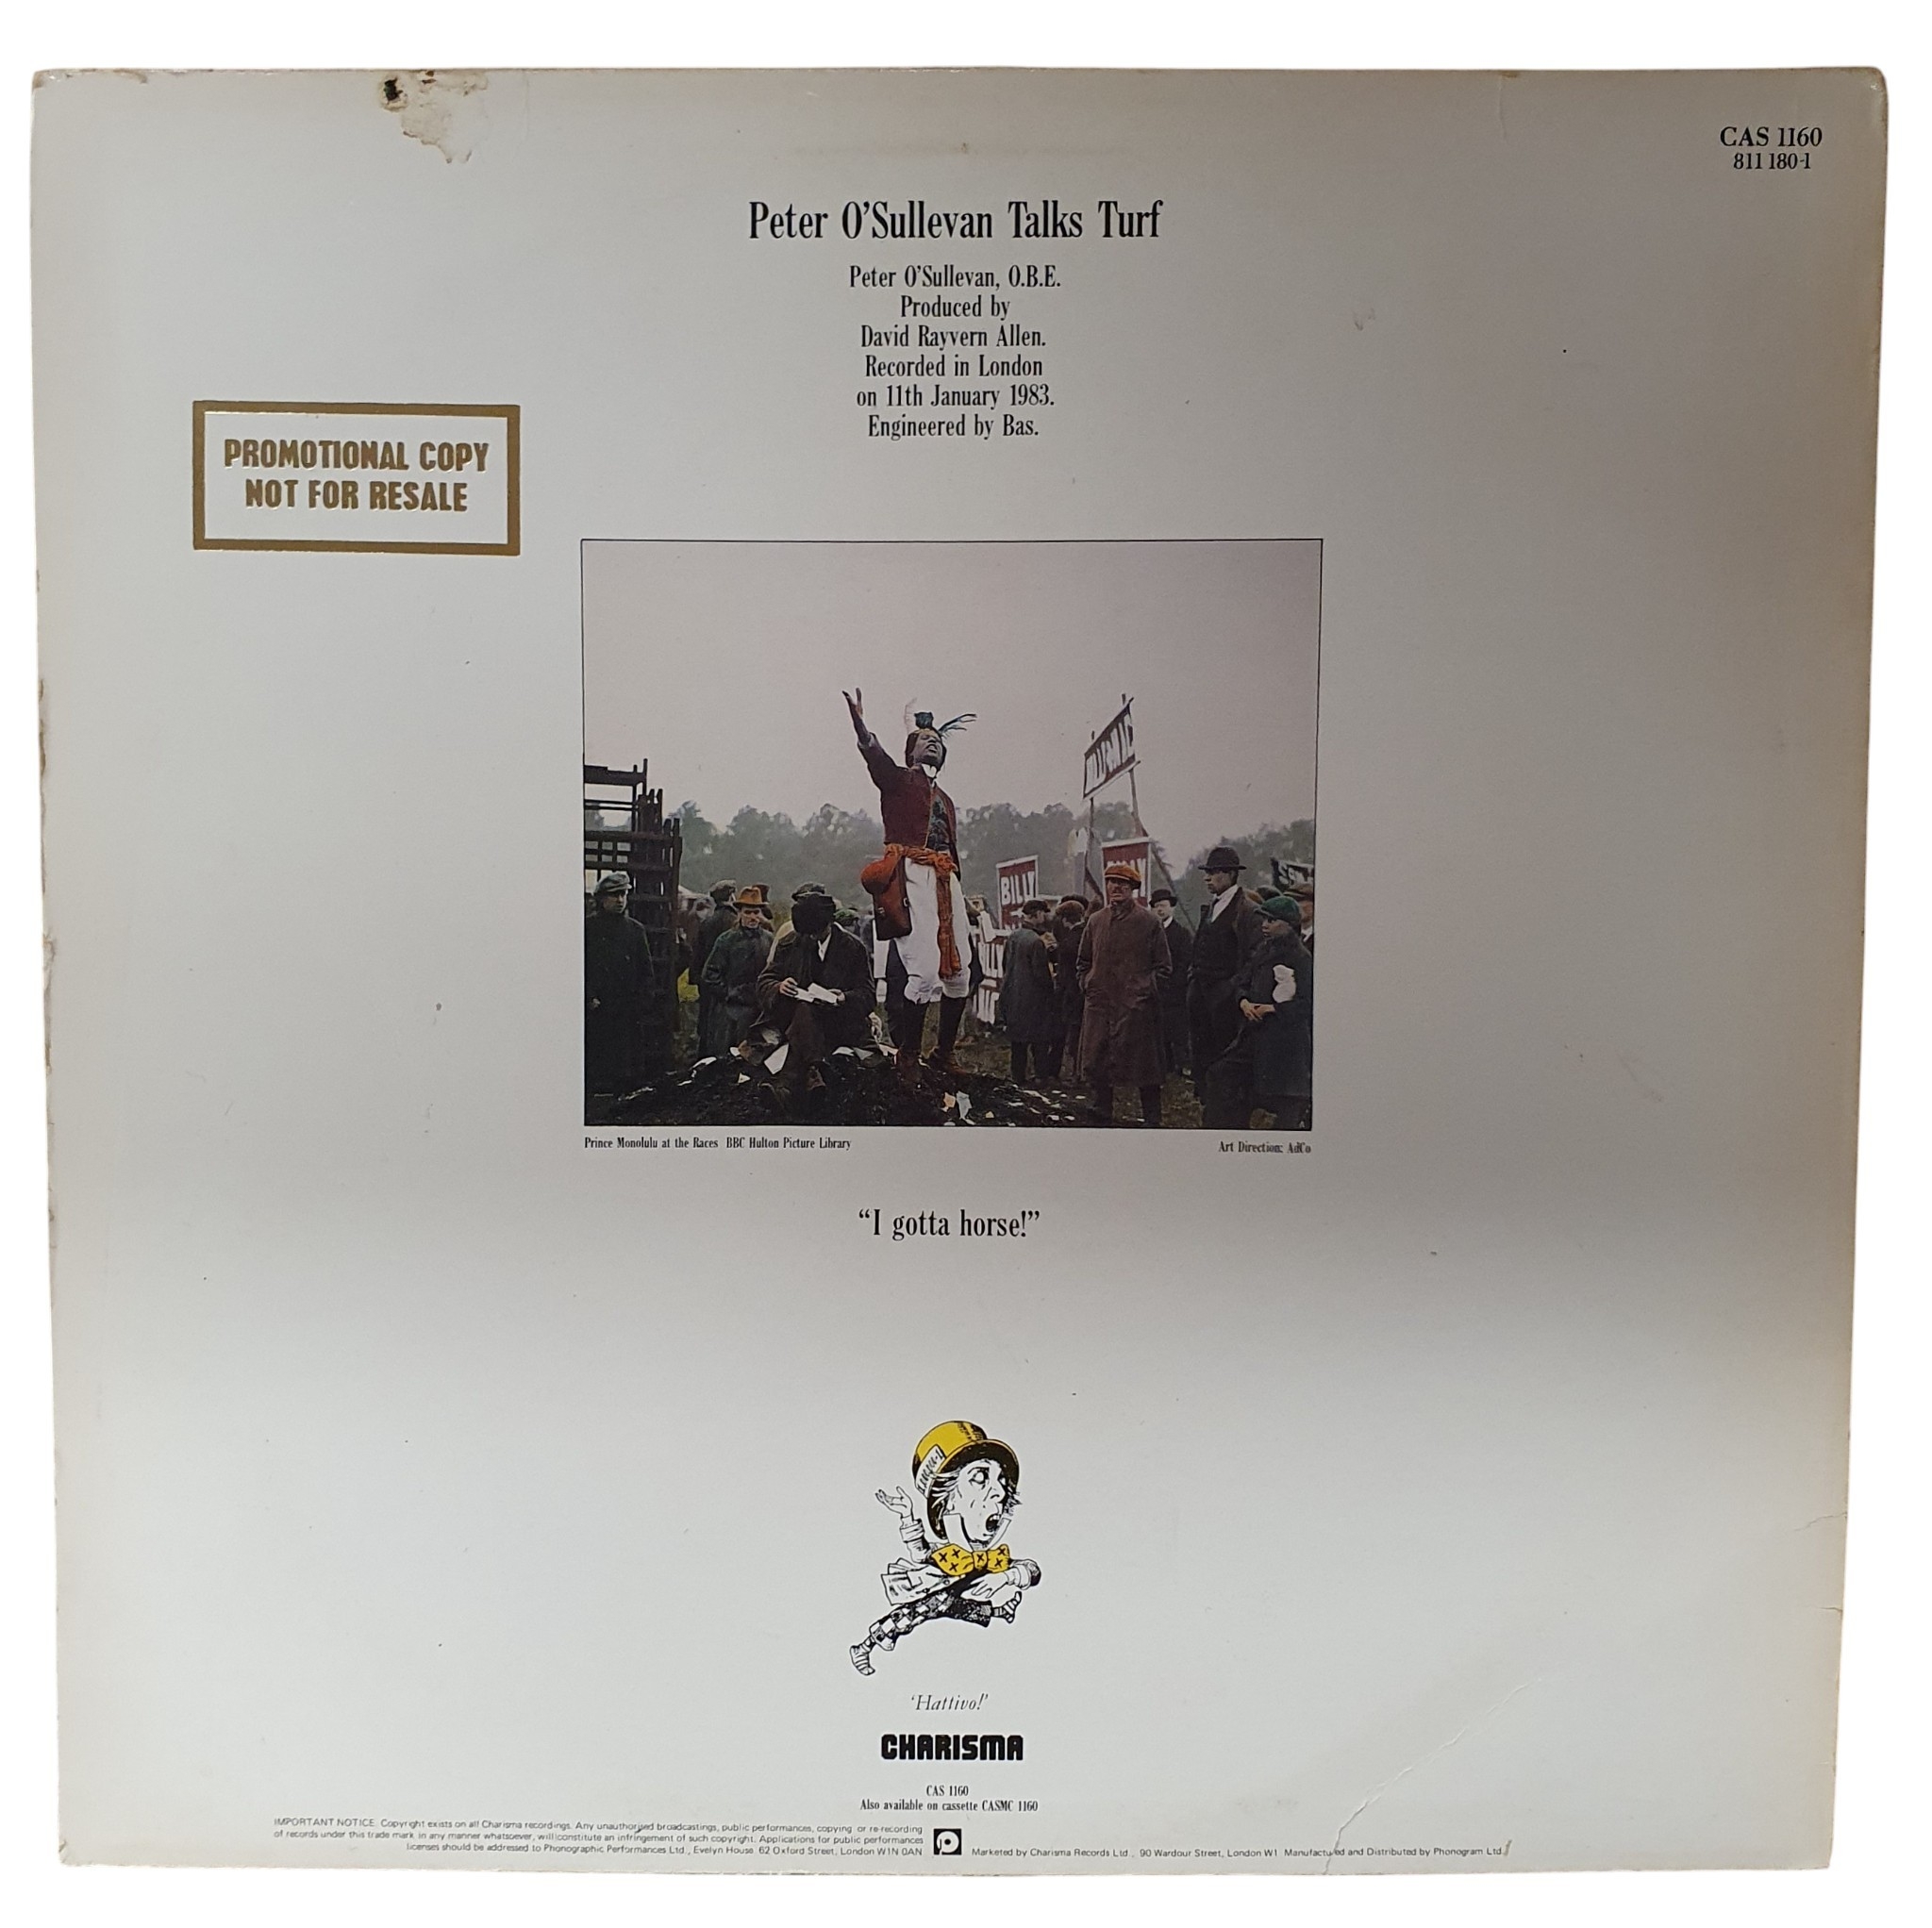 CAS 1160
811 180-1
Peter O'Sullevan Talks Turf
Peter O'Sullevan, O.B.E.
Produced by
David Rayvern Allen.
Recorded in London
on 11th January 1983.
Engineered by Bas.
PROMOTIONAL COPY
NOT FOR RESALE
BILLY
Prince Monolulu at the Races BBC Hulton Picture Library
Art Direction: AdCo
“I gotta horse!”
‘Hattivo!’
CHARISMA
CAS 1160
Also available on cassette CASMC 1160
IMPORTANT NOTICE. Copyright exists on all Charisma recordings. Any unauthorised broadcastings, public performances, copying or re-recording
of records under this trade mark in any manner whatsoever, will constitute an infringement of such copyright. Applications for public performances
licenses should be addressed to Phonographic Performances Ltd., Evelyn House, 62 Oxford Street, London W1N 0AN
Marketed by Charisma Records Ltd., 90 Wardour Street, London W1 Manufactured and Distributed by Phonogram Ltd.